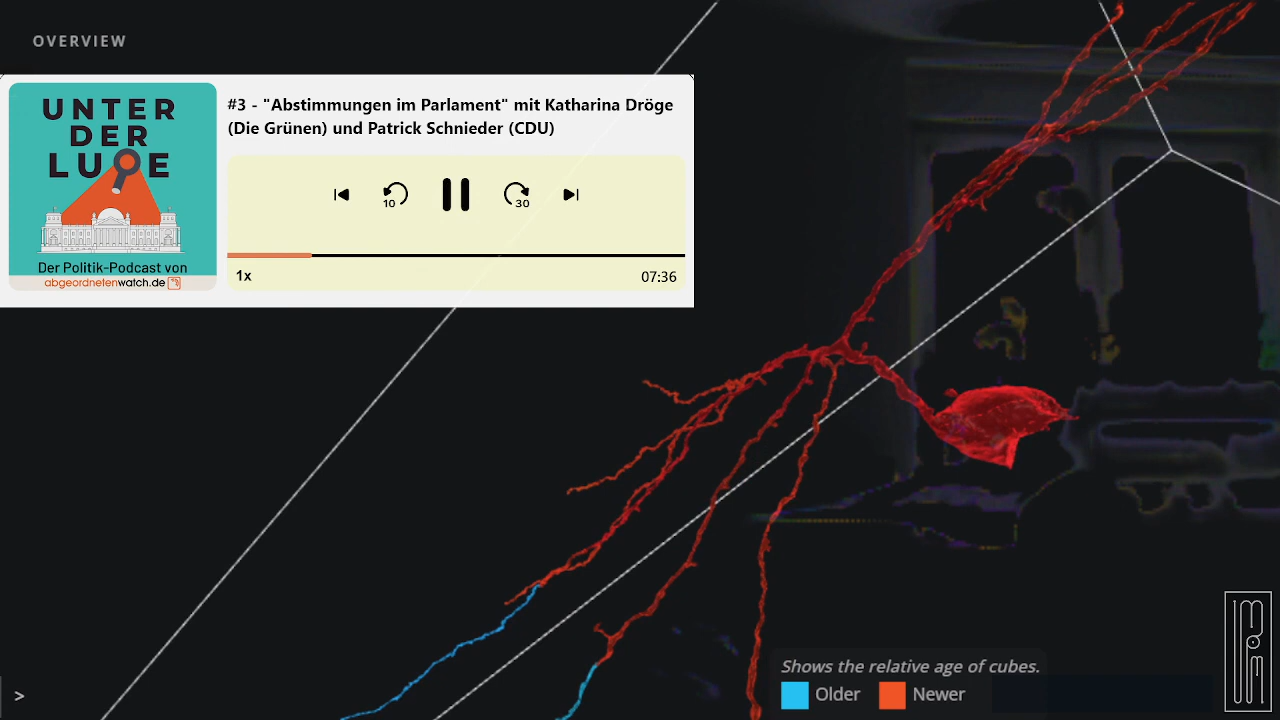 OVERVIEW
UNTER
DER
LUPE
Der Politik-Podcast von
abgeordnetenwatch.de
#3 - "Abstimmungen im Parlament" mit Katharina Dröge
(Die Grünen) und Patrick Schnieder (CDU)
10
30
1x
07:36
>
Shows the relative age of cubes.
Older
Newer